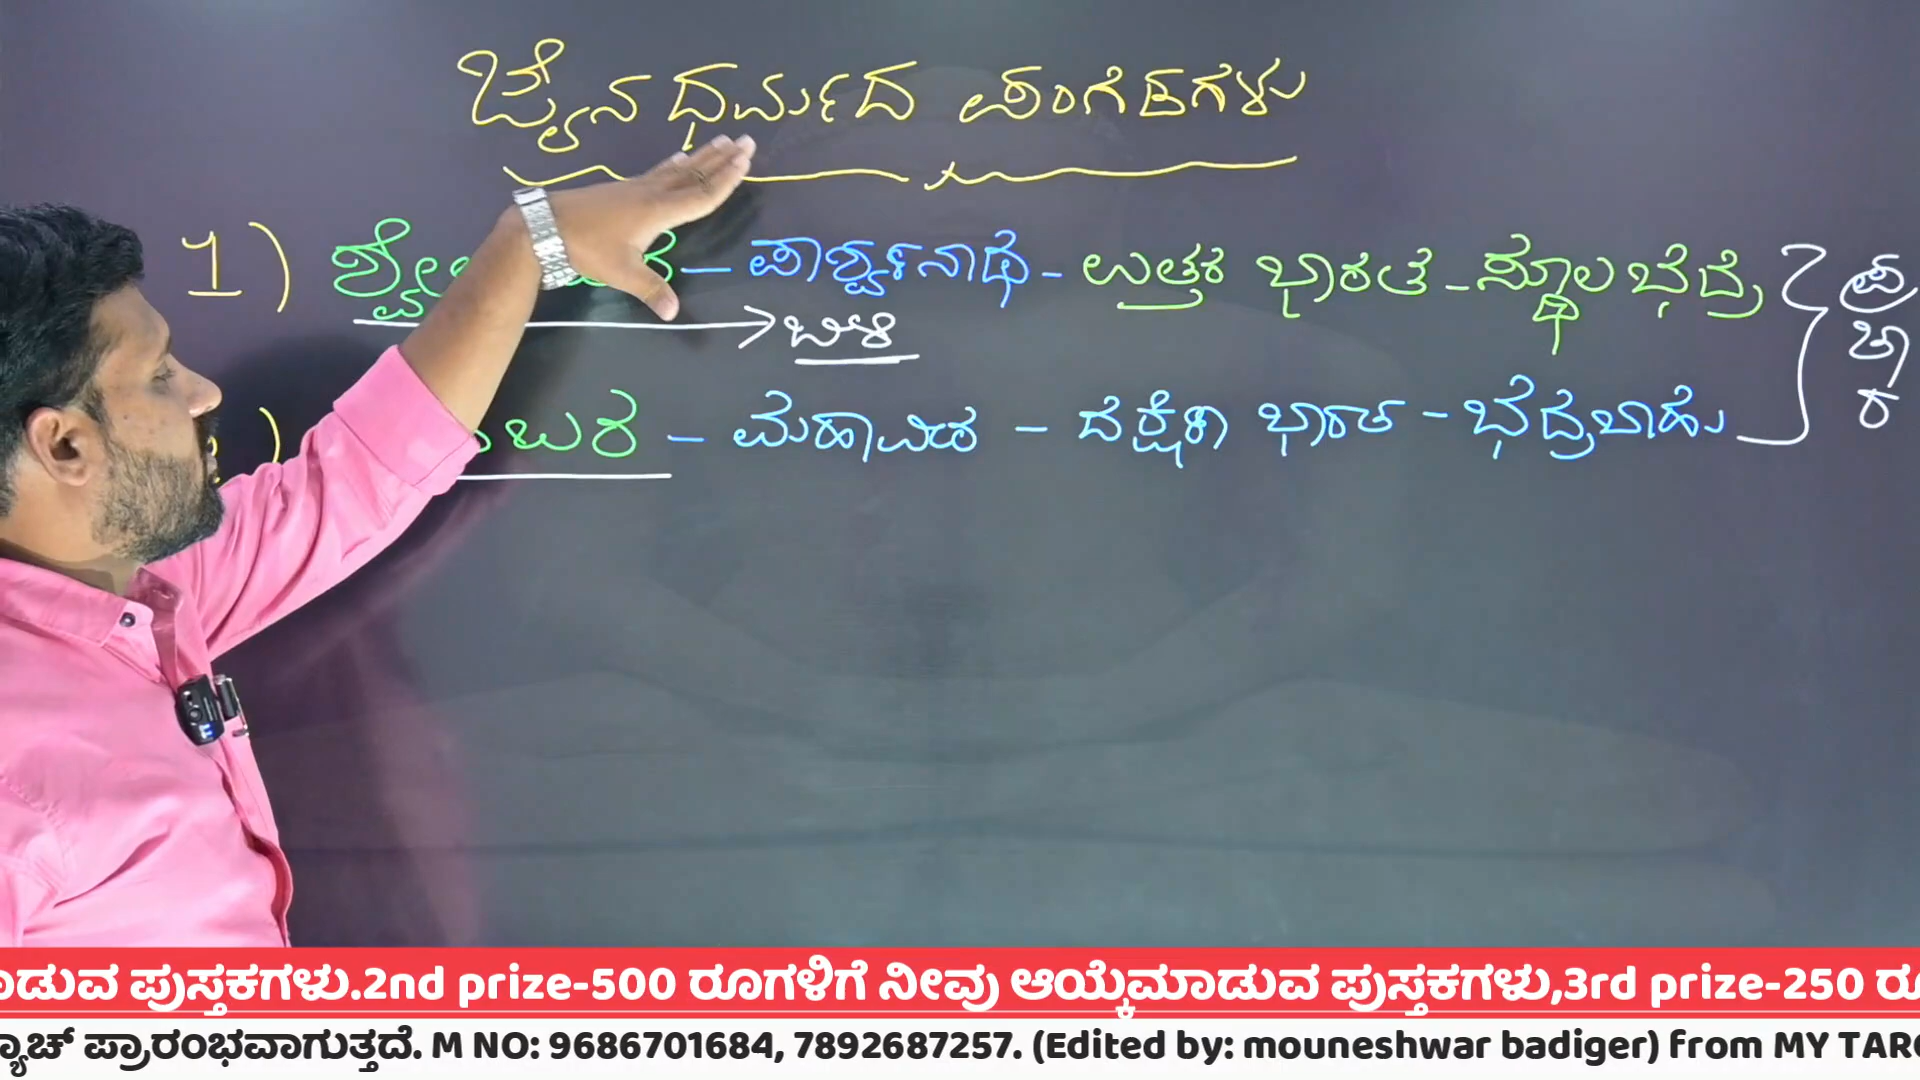 ಜೈನ ಧರ್ಮದ ಪಂಗಡಗಳು
1) ಪಾರ್ಶ್ವನಾಥ - ಉತ್ತರ ಭಾರತ - ಸ್ಥೂಲಭದ್ರ
ಪ್ರಚಾರ
ಬಿಳಿ
ಬರ - ಮಹಾವೀರ - ದಕ್ಷಿಣ ಭಾರತ - ಭದ್ರಬಾಹು
ಪುಸ್ತಕಗಳು.2nd prize-500 ರೂಗಳಿಗೆ ನೀವು ಆಯ್ಕೆಮಾಡುವ ಪುಸ್ತಕಗಳು,3rd prize-250
ಪ್ರಾರಂಭವಾಗುತ್ತದೆ. M NO: 9686701684, 7892687257. (Edited by: mouneshwar badiger) from MY